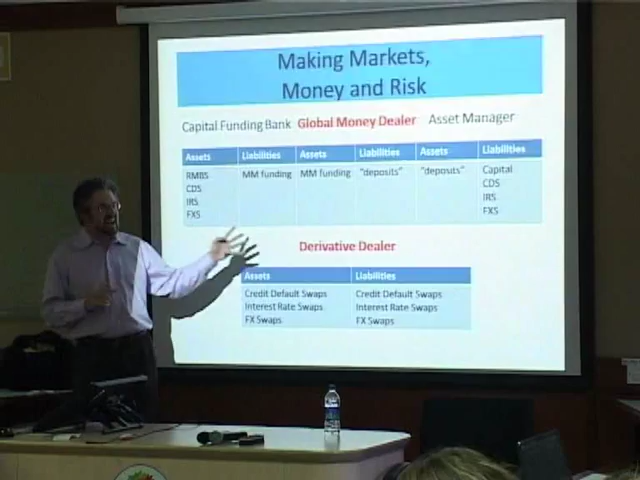 Making Markets,
Money and Risk
Capital Funding Bank Global Money Dealer Asset Manager
Assets Liabilities Assets Liabilities Assets Liabilities
RMBS MM funding MM funding "deposits" "deposits" Capital
CDS CDS
IRS IRS
FXS FXS
Derivative Dealer
Assets Liabilities
Credit Default Swaps Credit Default Swaps
Interest Rate Swaps Interest Rate Swaps
FX Swaps FX Swaps